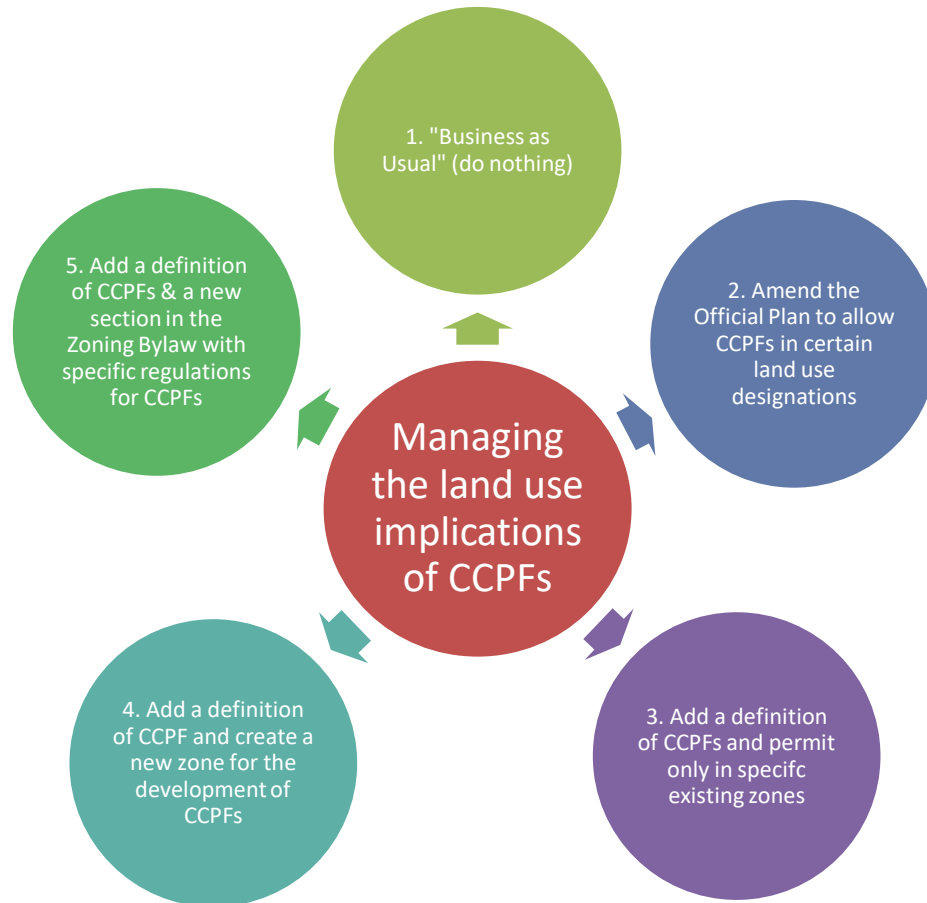 1. "Business as
Usual" (do nothing)
2. Amend the
Official Plan to allow
CCPFs in certain
land use
designations
3. Add a definition
of CCPFs and permit
only in specifc
existing zones
4. Add a definition
of CCPF and create a
new zone for the
development of
CCPFs
5. Add a definition
of CCPFs & a new
section in the
Zoning Bylaw with
specific regulations
for CCPFs
Managing
the land use
implications
of CCPFs